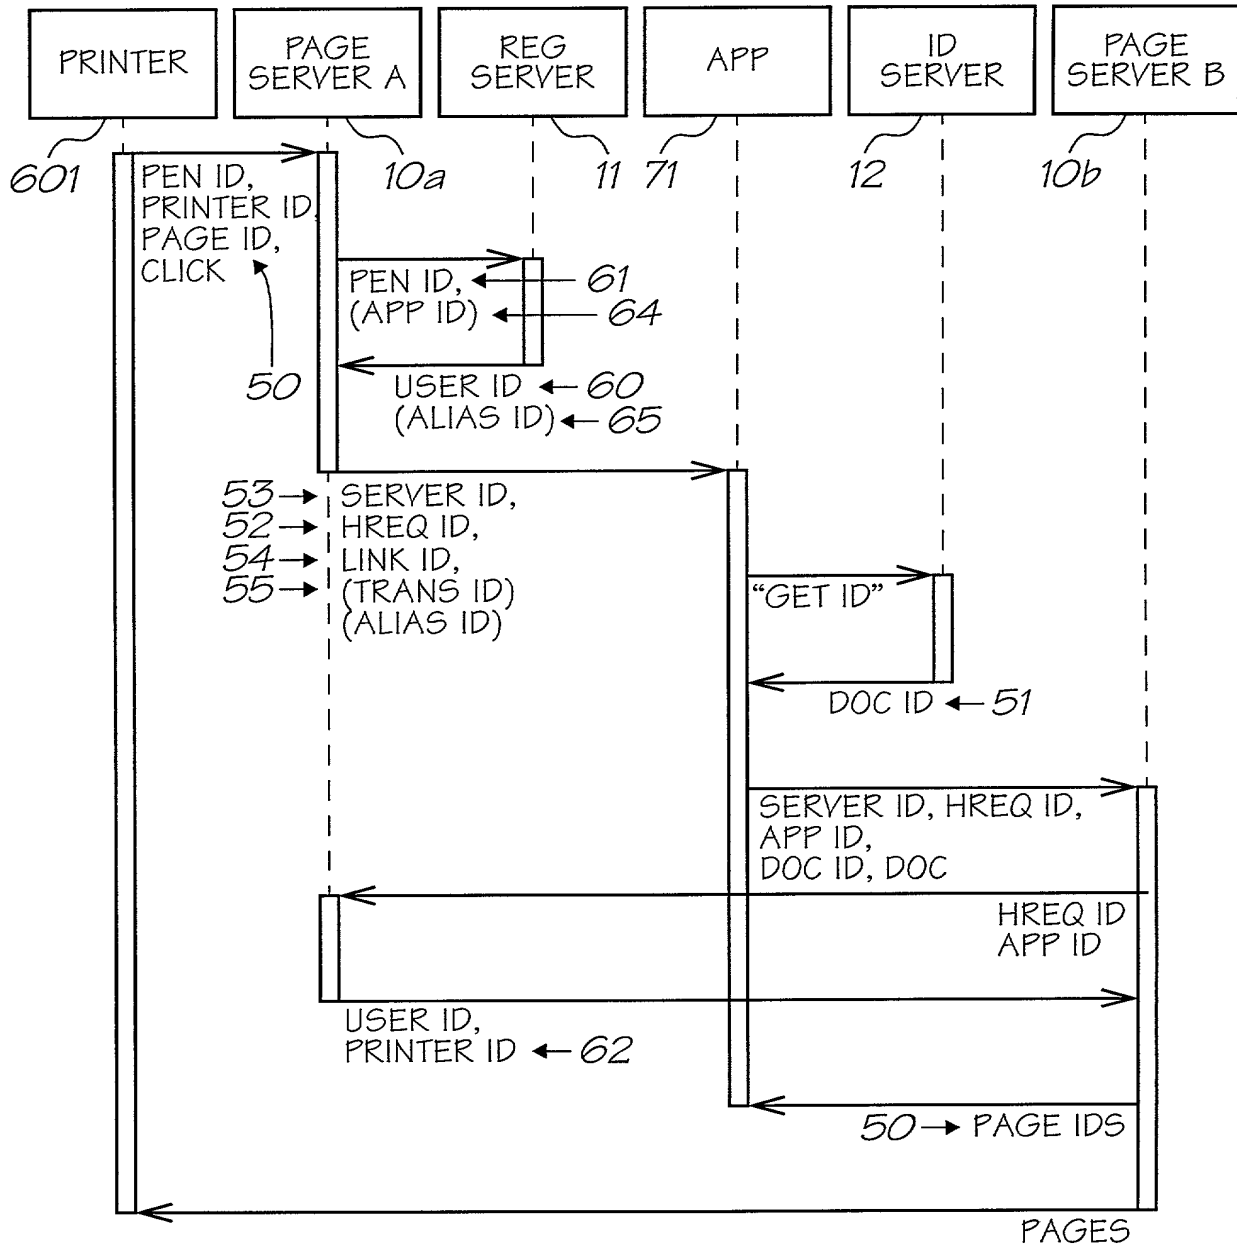 PRINTER
PAGE
SERVER A
REG
SERVER
APP
ID
SERVER
PAGE
SERVER B
601
10a
11
71
12
10b
PEN ID,
PRINTER ID,
PAGE ID,
CLICK
50
PEN ID,
61
(APP ID)
64
USER ID
60
(ALIAS ID)
65
53
SERVER ID,
52
HREQ ID,
54
LINK ID,
55
(TRANS ID)
(ALIAS ID)
“GET ID”
DOC ID
51
SERVER ID, HREQ ID,
APP ID,
DOC ID, DOC
HREQ ID
APP ID
USER ID,
PRINTER ID
62
50
PAGE IDS
PAGES